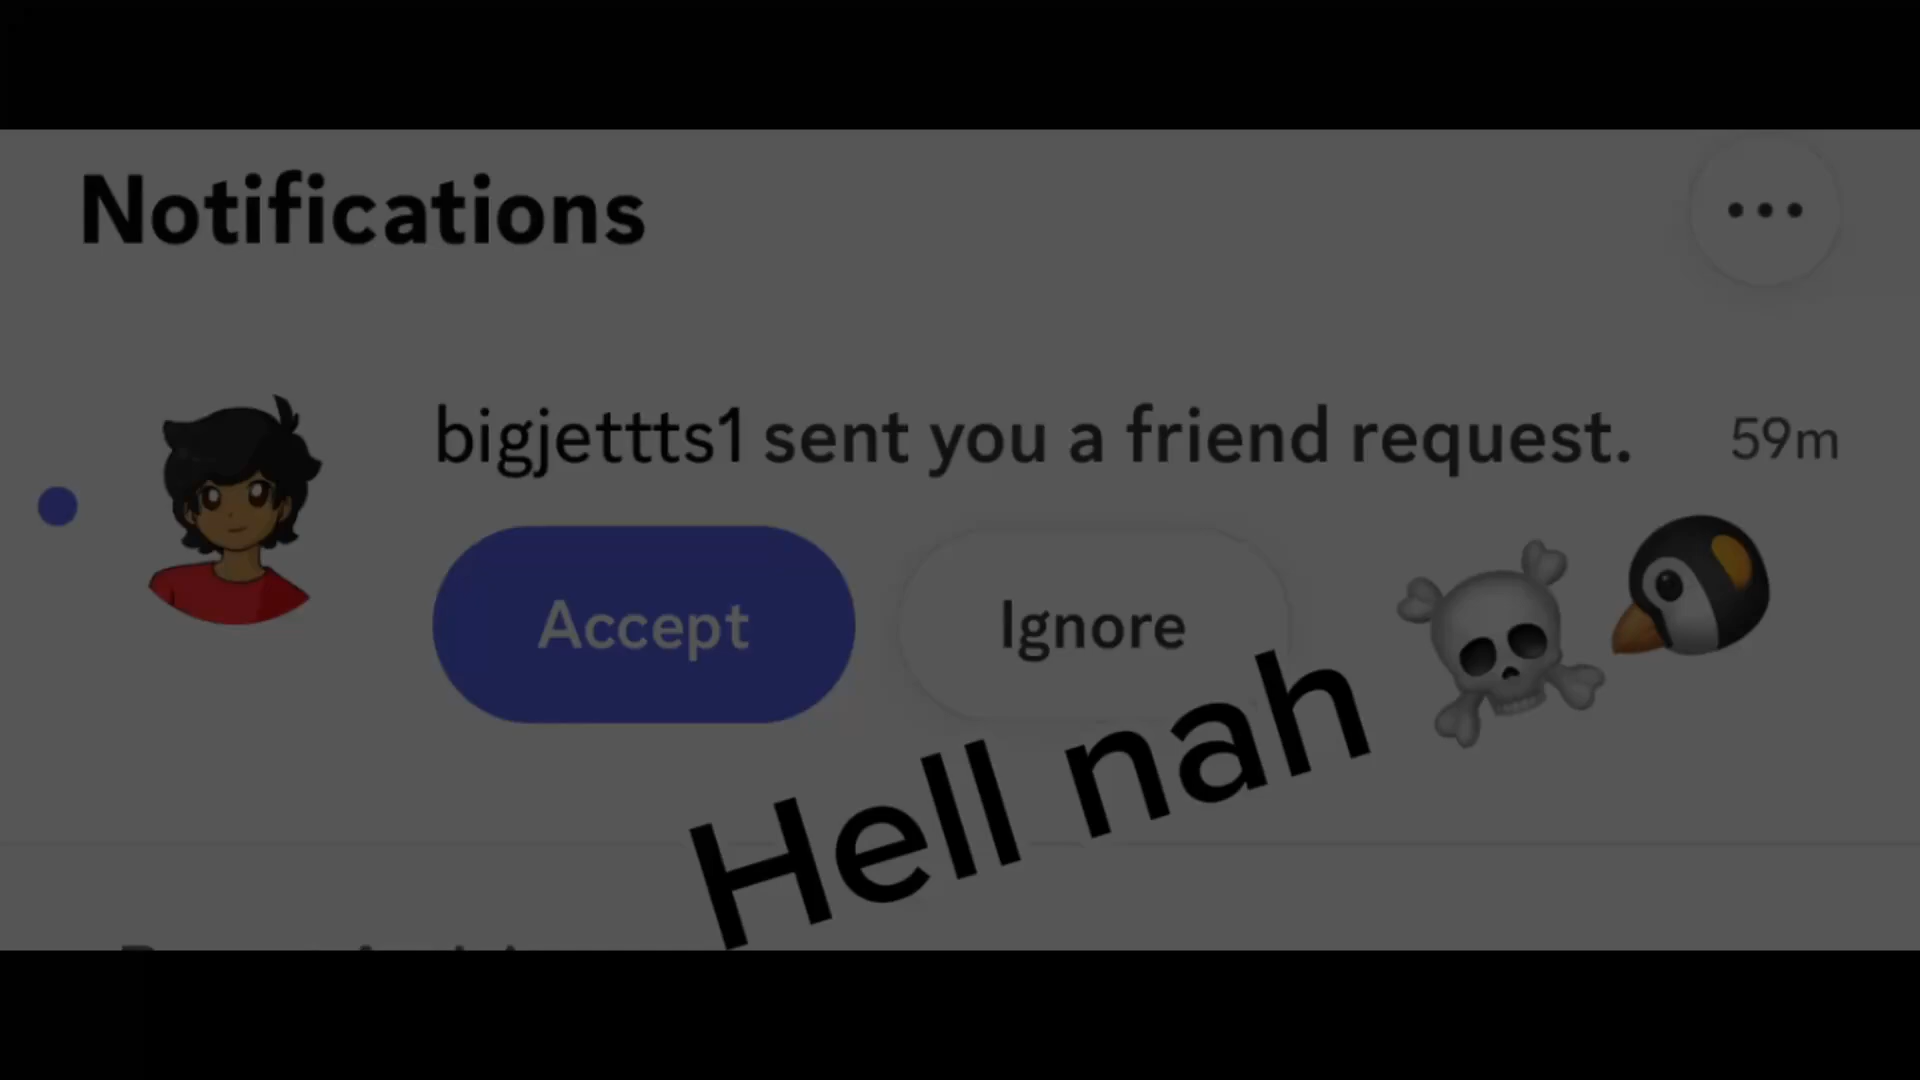 Notifications
bigjettts1 sent you a friend request.
59m
Accept
Ignore
Hell nah